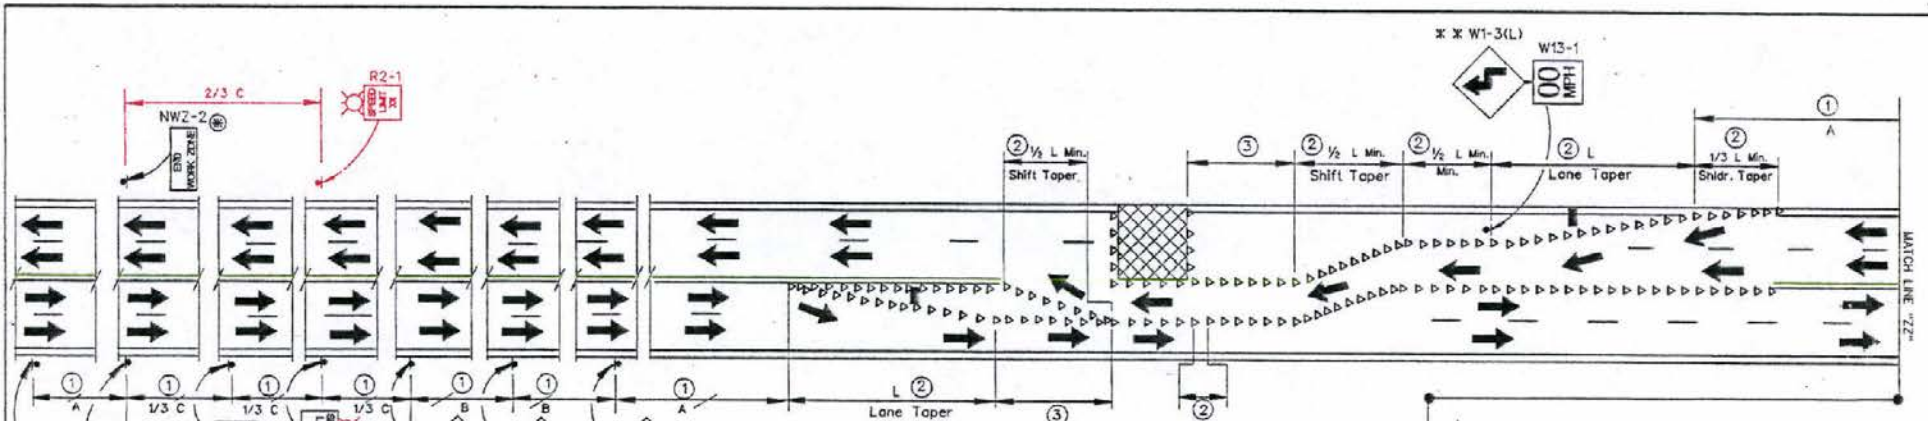 ✱ ✱ W1-3(L)
W13-1
00
MPH
R2-1
SPEED
LIMIT
XX
2/3 C
NWZ-2 ✱
END
WORK ZONE
① A
② ½ L Min.
Shift Taper
③
② ½ L Min.
Shift Taper
② ½ L Min.
Min.
② L
Lane Taper
②
1/3 L Min.
Shldr. Taper
MATCH LINE "ZZ"
① A
① 1/3 C
① 1/3 C
① 1/3 C
① B
① B
① A
L ②
Lane Taper
③
②